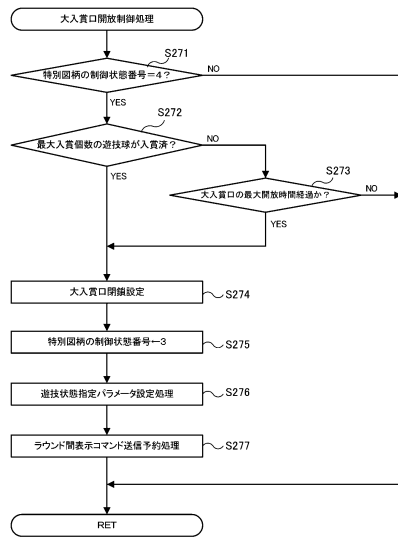 大入賞口開放制御処理
S271
特別図柄の制御状態番号=4?
NO
YES
S272
最大入賞個数の遊技球が入賞済?
NO
YES
S273
大入賞口の最大開放時間経過か?
NO
YES
大入賞口閉鎖設定
S274
特別図柄の制御状態番号←3
S275
遊技状態指定パラメータ設定処理
S276
ラウンド間表示コマンド送信予約処理
S277
RET